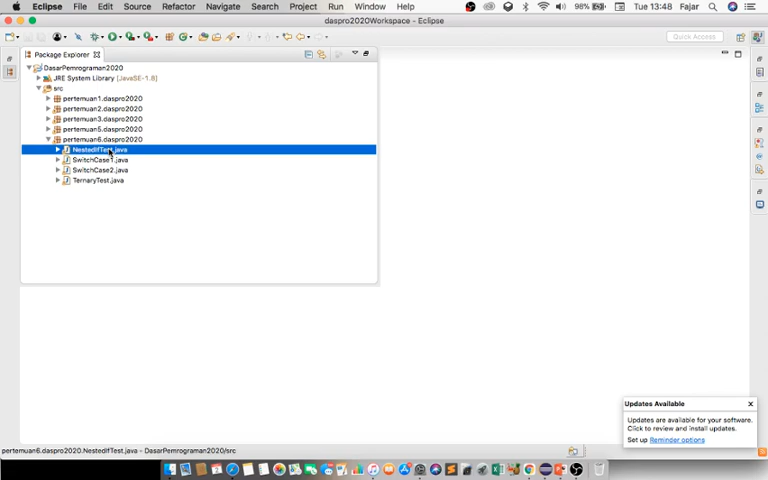 Eclipse File Edit Source Refactor Navigate Search Project Run Window Help 98% Tue 13:48 Fajar
daspro2020Workspace - Eclipse
Quick Access
Package Explorer
DasarPemrograman2020
JRE System Library [JavaSE-1.8]
src
pertemuan1.daspro2020
pertemuan2.daspro2020
pertemuan3.daspro2020
pertemuan5.daspro2020
pertemuan6.daspro2020
NestedIfTest.java
SwitchCase1.java
SwitchCase2.java
TernaryTest.java
Updates Available
Updates are available for your software.
Click to review and install updates.
Set up Reminder options
pertemuan6.daspro2020.NestedIfTest.java - DasarPemrograman2020/src